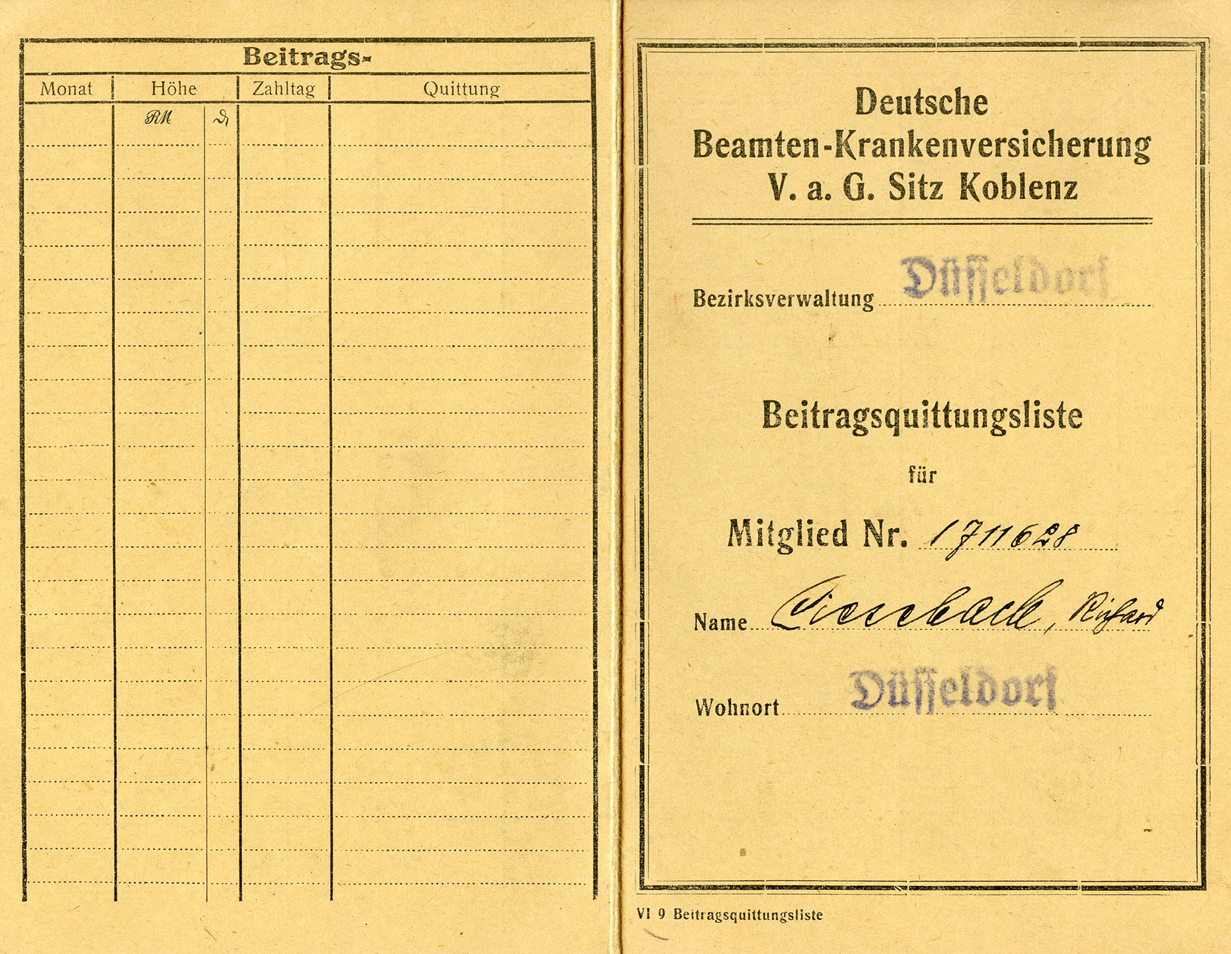 Beitrags-
Monat Höhe Zahltag Quittung
RM ₰
Deutsche
Beamten-Krankenversicherung
V. a. G. Sitz Koblenz
Bezirksverwaltung Düsseldorf
Beitragsquittungsliste
für
Mitglied Nr. 1711628
Name Richard
Wohnort Düsseldorf
VI 9 Beitragsquittungsliste